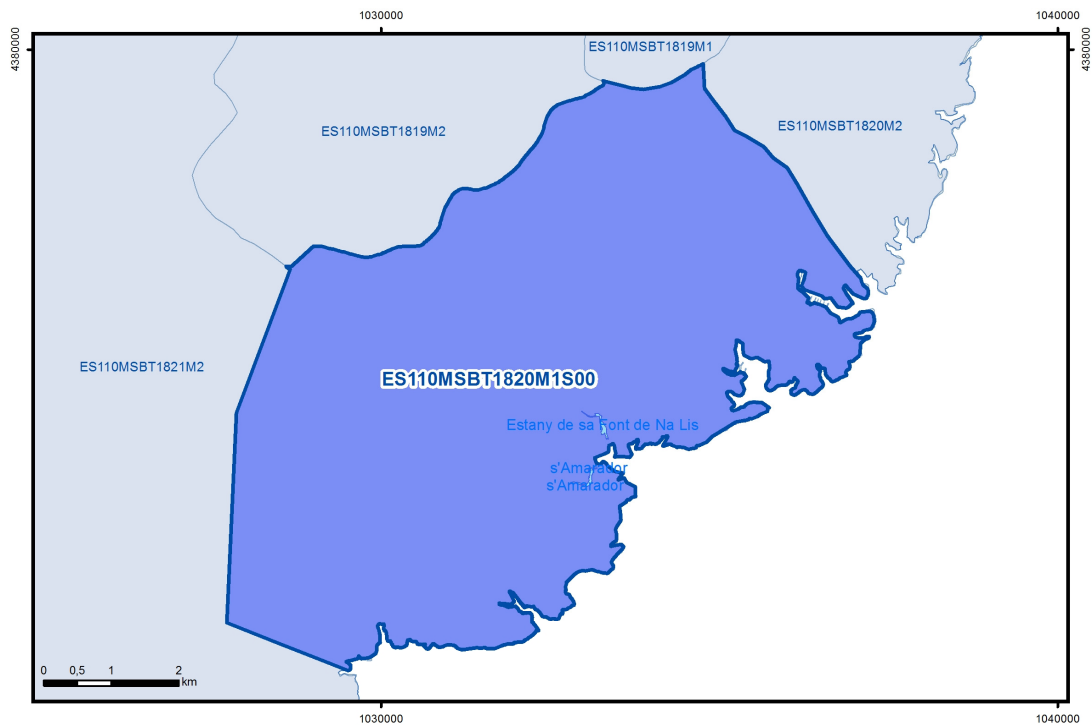 1030000
1040000
4380000
4380000
ES110MSBT1819M1
ES110MSBT1820M2
ES110MSBT1819M2
ES110MSBT1821M2
ES110MSBT1820M1S00
Estany de sa Font de Na Lis
s'Amarador
s'Amarador
0 0,5 1 2
km
1030000
1040000